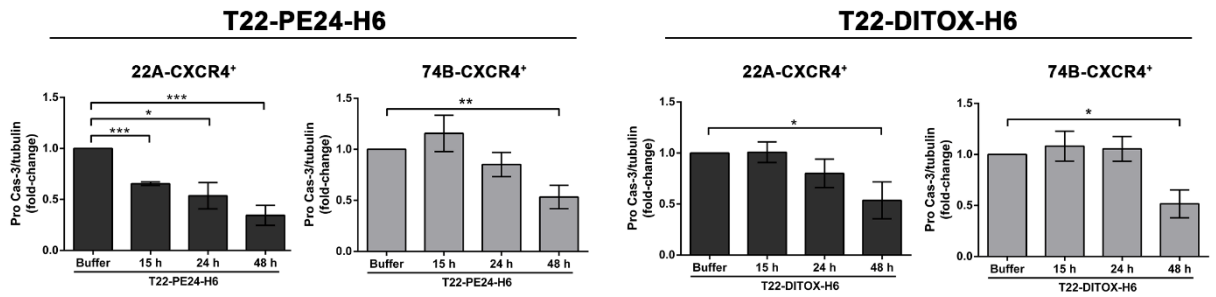 T22-PE24-H6
22A-CXCR4⁺
Pro Cas-3/tubulin
(fold-change)
1.5
1.0
0.5
0.0
***
*
***
Buffer 15 h 24 h 48 h
T22-PE24-H6
74B-CXCR4⁺
Pro Cas-3/tubulin
(fold-change)
1.5
1.0
0.5
0.0
**
Buffer 15 h 24 h 48 h
T22-PE24-H6
T22-DITOX-H6
22A-CXCR4⁺
Pro Cas-3/tubulin
(fold-change)
1.5
1.0
0.5
0.0
*
Buffer 15 h 24 h 48 h
T22-DITOX-H6
74B-CXCR4⁺
Pro Cas-3/tubulin
(fold-change)
1.5
1.0
0.5
0.0
*
Buffer 15 h 24 h 48 h
T22-DITOX-H6